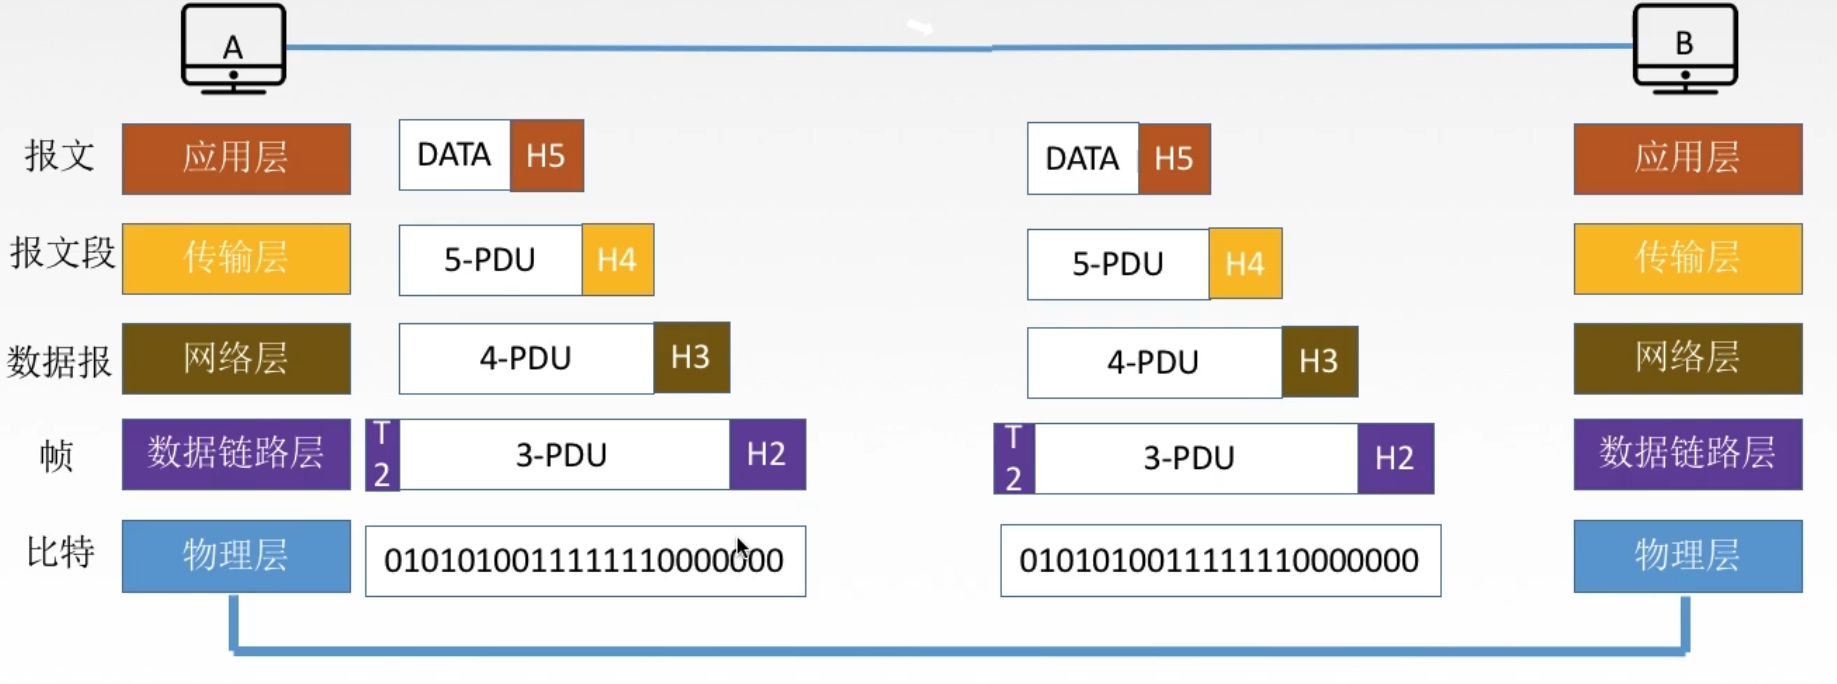 A
B
报文 应用层 DATA H5 DATA H5 应用层
报文段 传输层 5-PDU H4 5-PDU H4 传输层
数据报 网络层 4-PDU H3 4-PDU H3 网络层
帧 数据链路层 T2 3-PDU H2 T2 3-PDU H2 数据链路层
比特 物理层 0101010011111110000000 0101010011111110000000 物理层